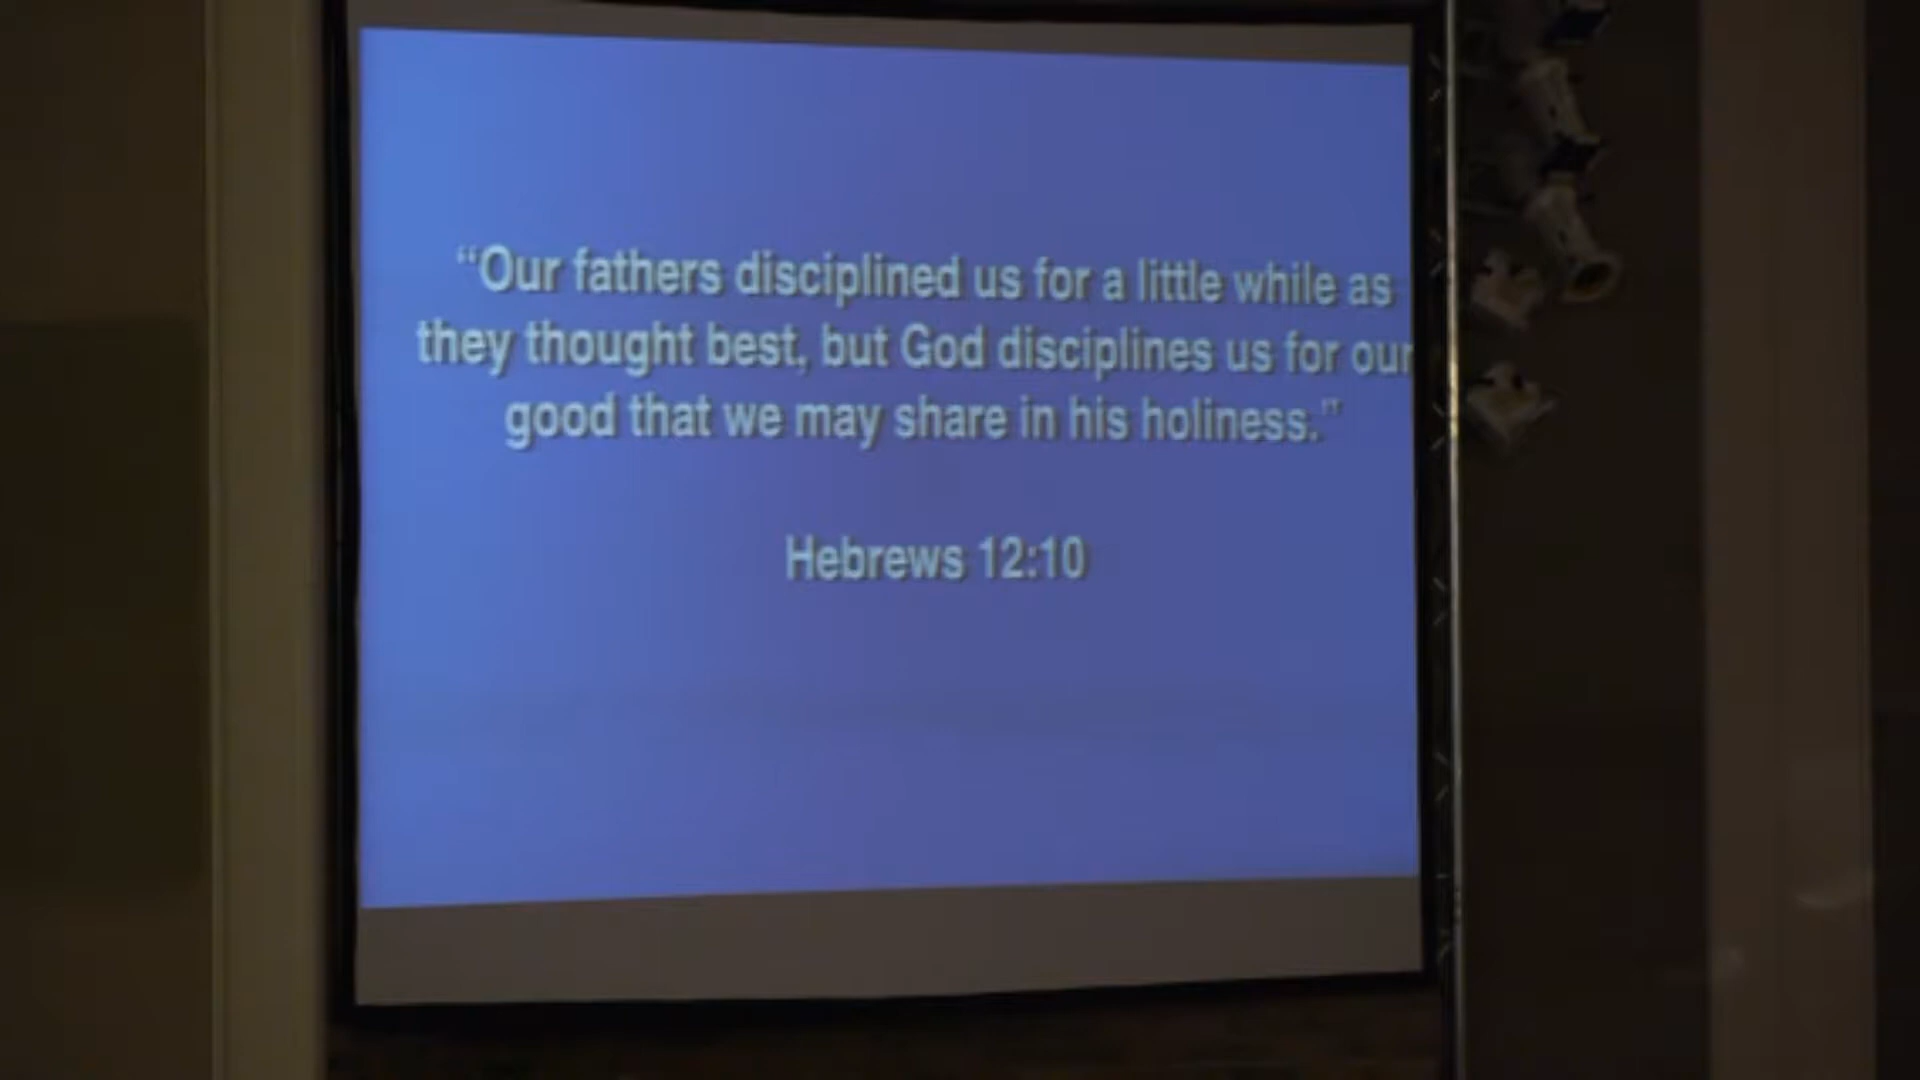 “Our fathers disciplined us for a little while as
they thought best, but God disciplines us for our
good that we may share in his holiness.”
Hebrews 12:10